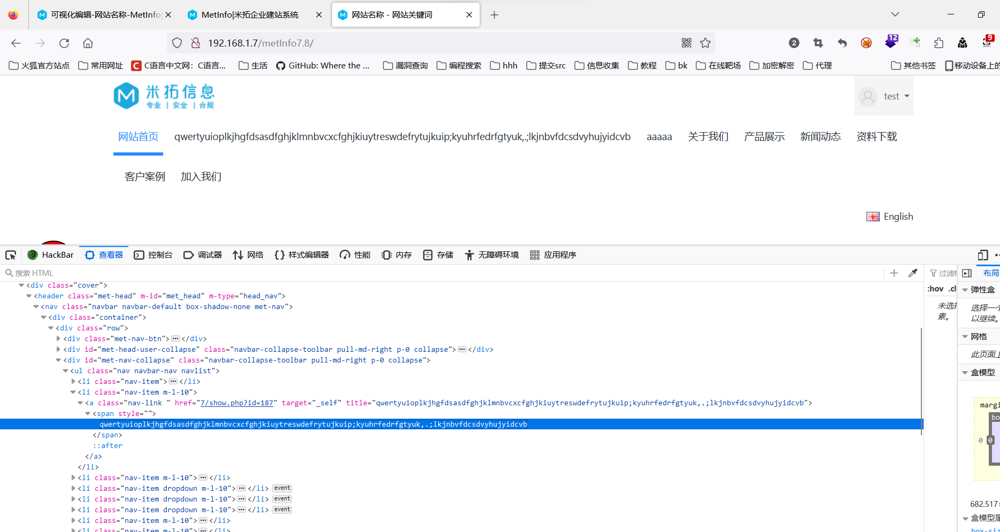 可视化编辑-网站名称-MetInfo
MetInfo|米拓企业建站系统
网站名称 - 网站关键词
192.168.1.7/metInfo7.8/
2
12
9
火狐官方站点
常用网址
C语言中文网：C语言...
生活
GitHub: Where the ...
漏洞查询
编程搜索
hhh
提交src
信息收集
教程
bk
在线靶场
加密解密
代理
其他书签
移动设备上的
米拓信息
专业 | 安全 | 合规
test
网站首页
qwertyuioplkjhgfdsasdfghjklmnbvcxcfghjkiuytreswdefrytujkuip;kyuhrfedrfgtyuk,.;lkjnbvfdcsdvyhujyidcvb
aaaaa
关于我们
产品展示
新闻动态
资料下载
客户案例
加入我们
English
HackBar
查看器
控制台
调试器
网络
样式编辑器
性能
内存
存储
无障碍环境
应用程序
搜索 HTML
过滤
布局
:hov .cl
<div class="cover">
<header class="met-head" m-id="met_head" m-type="head_nav">
<nav class="navbar navbar-default box-shadow-none met-nav">
<div class="container">
<div class="row">
<div class="met-nav-btn">⋯</div>
<div id="met-head-user-collapse" class="navbar-collapse-toolbar pull-md-right p-0 collapse">⋯</div>
<div id="met-nav-collapse" class="navbar-collapse-toolbar pull-md-right p-0 collapse">
<ul class="nav navbar-nav navlist">
<li class="nav-item">⋯</li>
<li class="nav-item m-l-10">
<a class="nav-link " href="7/show.php?id=187" target="_self" title="qwertyuioplkjhgfdsasdfghjklmnbvcxcfghjkiuytreswdefrytujkuip;kyuhrfedrfgtyuk,.;lkjnbvfdcsdvyhujyidcvb">
<span style="">
qwertyuioplkjhgfdsasdfghjklmnbvcxcfghjkiuytreswdefrytujkuip;kyuhrfedrfgtyuk,.;lkjnbvfdcsdvyhujyidcvb
</span>
::after
</a>
</li>
<li class="nav-item m-l-10">⋯</li>
<li class="nav-item dropdown m-l-10">⋯</li> event
<li class="nav-item dropdown m-l-10">⋯</li> event
<li class="nav-item dropdown m-l-10">⋯</li> event
<li class="nav-item m-l-10">⋯</li>
<li class="nav-item m-l-10">⋯</li>
未选
素。
弹性盒
选择一个
以继续。
网格
此页面上
盒模型
margi
bo
0 0
682.517×
盒模型属
box-siz